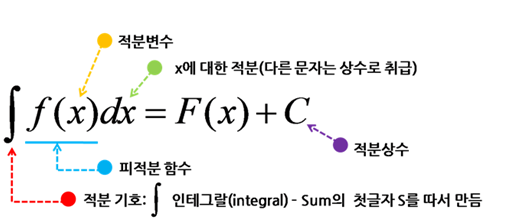 적분변수
x에 대한 적분(다른 문자는 상수로 취급)
∫ f(x)dx = F(x) + C
적분상수
피적분 함수
적분 기호: ∫ 인테그랄(integral) - Sum의 첫글자 S를 따서 만듬